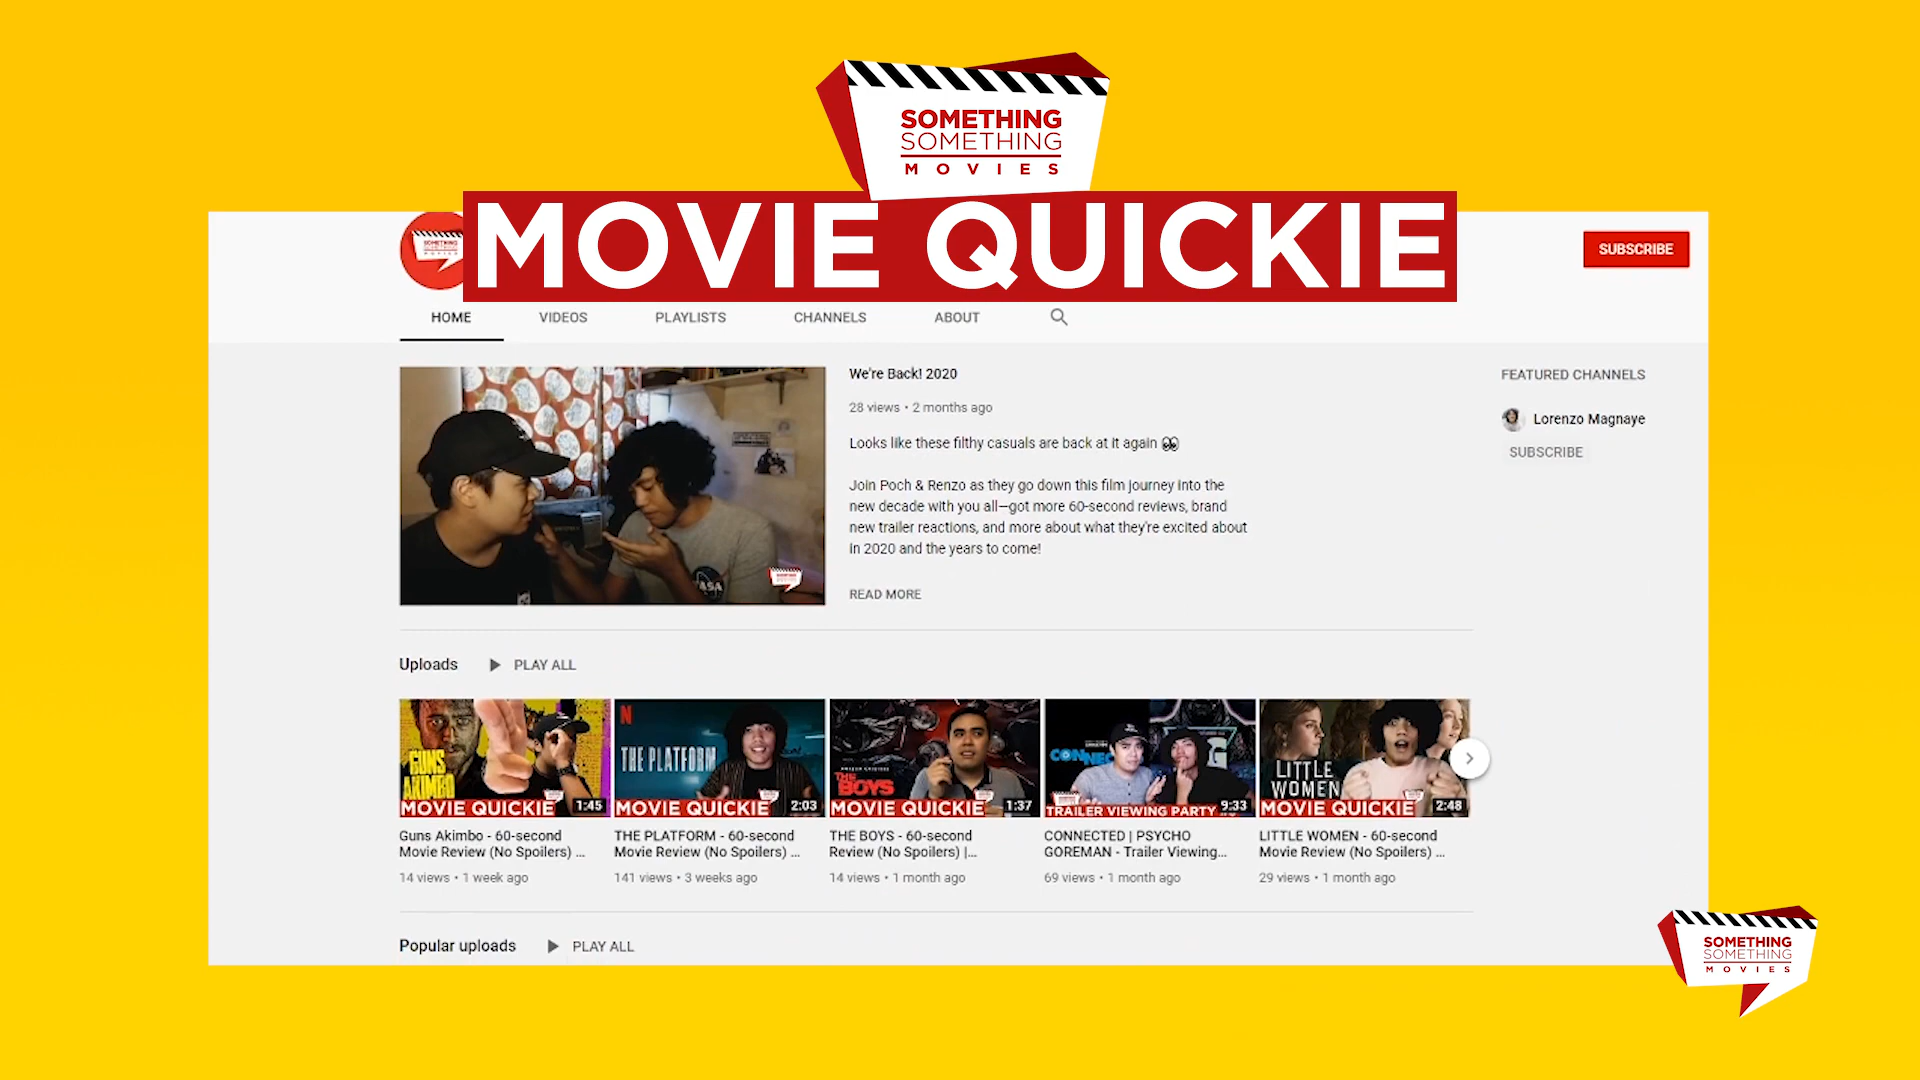 SOMETHING
SOMETHING
MOVIES
MOVIE QUICKIE
SUBSCRIBE
HOME
VIDEOS
PLAYLISTS
CHANNELS
ABOUT
We're Back! 2020
28 views • 2 months ago
Looks like these filthy casuals are back at it again 👀
Join Poch & Renzo as they go down this film journey into the
new decade with you all—got more 60-second reviews, brand
new trailer reactions, and more about what they're excited about
in 2020 and the years to come!
READ MORE
FEATURED CHANNELS
Lorenzo Magnaye
SUBSCRIBE
Uploads
PLAY ALL
GUNS
AKIMBO
MOVIE QUICKIE
1:45
N
THE PLATFORM
MOVIE QUICKIE
2:03
THE
BOYS
MOVIE QUICKIE
1:37
TRAILER VIEWING PARTY
9:33
LITTLE
WOMEN
MOVIE QUICKIE
2:48
Guns Akimbo - 60-second
Movie Review (No Spoilers) ...
14 views • 1 week ago
THE PLATFORM - 60-second
Movie Review (No Spoilers) ...
141 views • 3 weeks ago
THE BOYS - 60-second
Review (No Spoilers) |...
14 views • 1 month ago
CONNECTED | PSYCHO
GOREMAN - Trailer Viewing...
69 views • 1 month ago
LITTLE WOMEN - 60-second
Movie Review (No Spoilers) ...
29 views • 1 month ago
Popular uploads
PLAY ALL
SOMETHING
SOMETHING
MOVIES